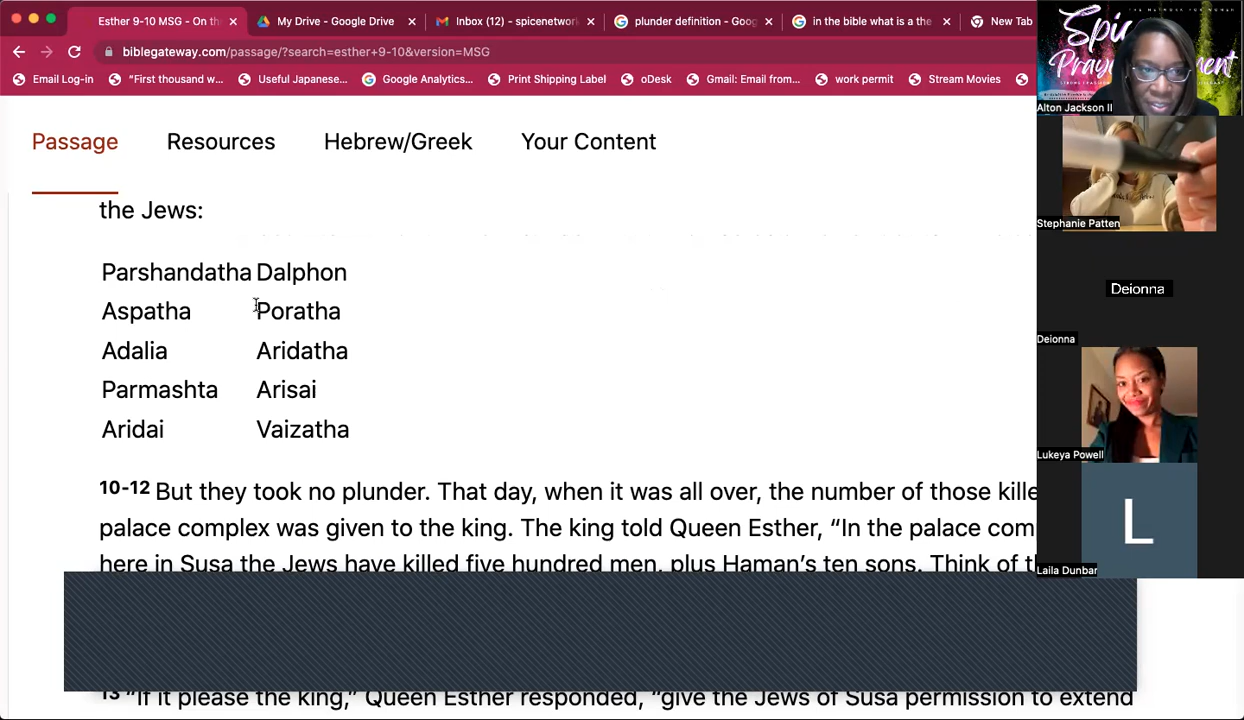 Esther 9-10 MSG - On th
My Drive - Google Drive
Inbox (12) - spicenetwork
plunder definition - Goog
in the bible what is a the
New Tab
biblegateway.com/passage/?search=esther+9-10&version=MSG
Email Log-in
“First thousand w...
Useful Japanese...
Google Analytics...
Print Shipping Label
oDesk
Gmail: Email from...
work permit
Stream Movies
Passage
Resources
Hebrew/Greek
Your Content
the Jews:
Parshandatha Dalphon
Aspatha Poratha
Adalia Aridatha
Parmashta Arisai
Aridai Vaizatha
10-12 But they took no plunder. That day, when it was all over, the number of those kille
palace complex was given to the king. The king told Queen Esther, “In the palace com
here in Susa the Jews have killed five hundred men, plus Haman’s ten sons. Think of
13 “If it please the king,” Queen Esther responded, “give the Jews of Susa permission to extend
Alton Jackson II
Stephanie Patten
Deionna
Deionna
Lukeya Powell
L
Laila Dunbar